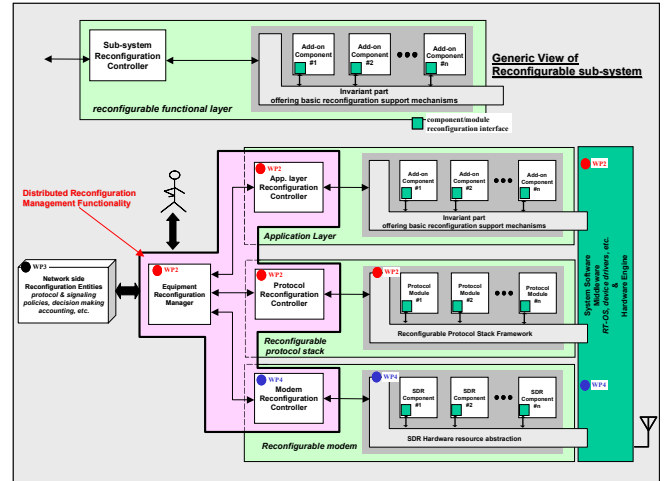 Sub-system
Reconfiguration
Controller
Add-on
Component
#1
Add-on
Component
#2
Add-on
Component
#n
Invariant part
offering basic reconfiguration support mechanisms
reconfigurable functional layer
Generic View of
Reconfigurable sub-system
component/module
reconfiguration interface
Distributed Reconfiguration
Management Functionality
WP2
App. layer
Reconfiguration
Controller
Add-on
Component
#1
Add-on
Component
#2
Add-on
Component
#n
Invariant part
offering basic reconfiguration support mechanisms
Application Layer
WP3
Network side
Reconfiguration Entities
protocol & signaling
policies, decision making
accounting, etc.
WP2
Equipment
Reconfiguration
Manager
WP2
Protocol
Reconfiguration
Controller
WP2
Protocol
Module
#1
Protocol
Module
#2
Protocol
Module
#n
Reconfigurable Protocol Stack Framework
Reconfigurable
protocol stack
WP4
Modem
Reconfiguration
Controller
WP4
SDR
Component
#1
SDR
Component
#2
SDR
Component
#n
SDR Hardware resource abstraction
Reconfigurable modem
WP2
System Software
Middleware
RT-OS, device drivers, etc.
&
Hardware Engine
WP4